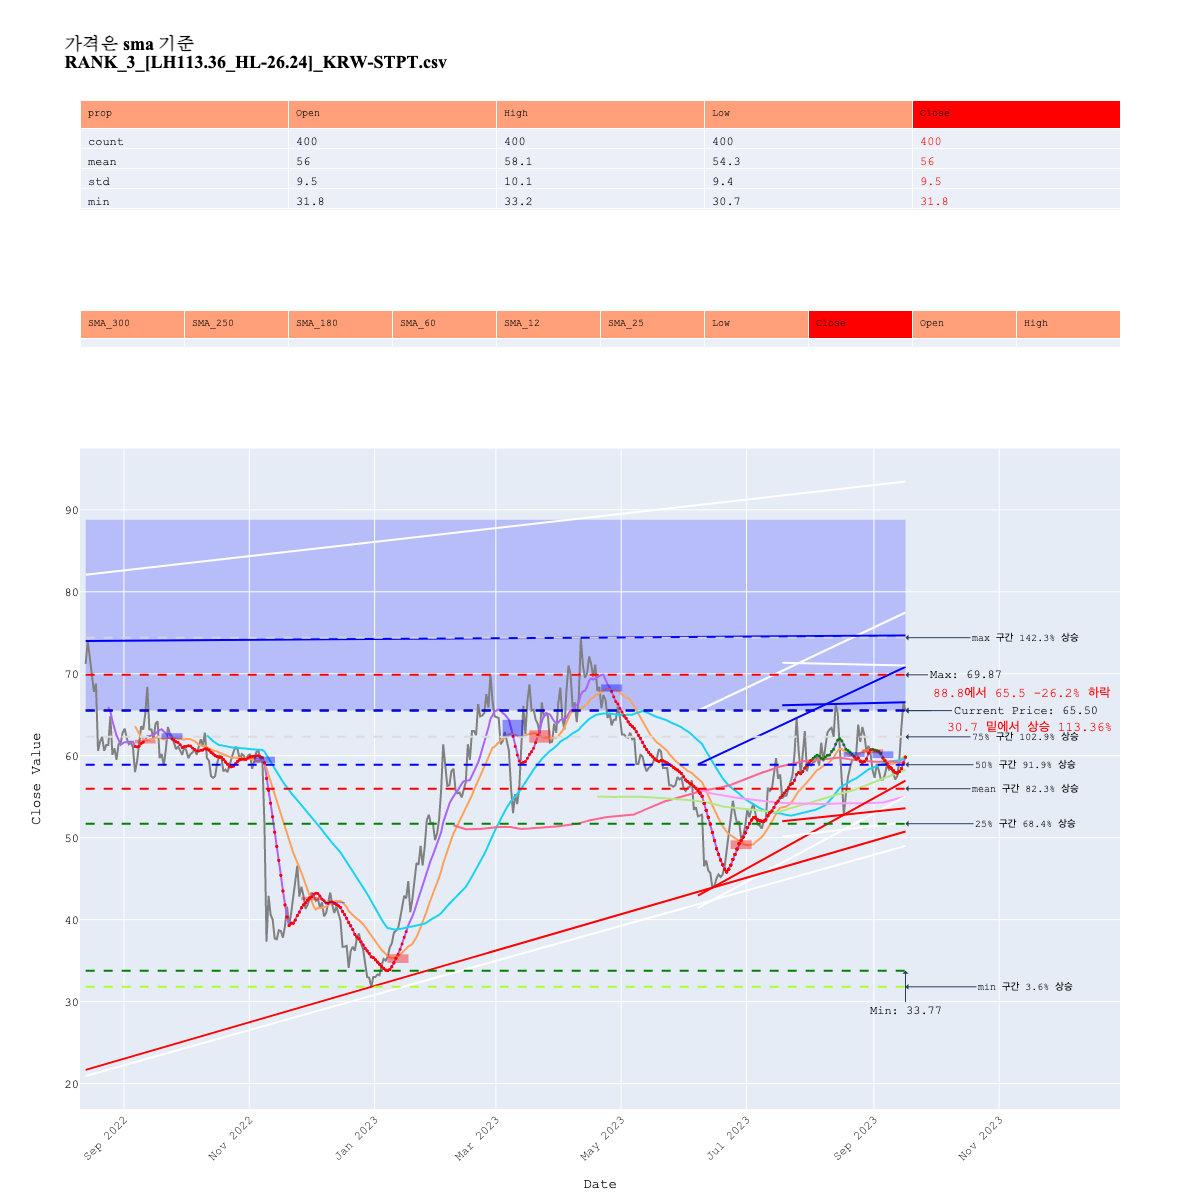 가격은 sma 기준
RANK_3_[LH113.36_HL-26.24]_KRW-STPT.csv
prop Open High Low Close
count 400 400 400 400
mean 56 58.1 54.3 56
std 9.5 10.1 9.4 9.5
min 31.8 33.2 30.7 31.8
SMA_300 SMA_250 SMA_180 SMA_60 SMA_12 SMA_25 Low Close Open High
90
80
max 구간 142.3% 상승
70
Max: 69.87
88.8에서 65.5 -26.2% 하락
Current Price: 65.50
30.7 밑에서 상승 113.36%
75% 구간 102.9% 상승
60
50% 구간 91.9% 상승
mean 구간 82.3% 상승
25% 구간 68.4% 상승
50
40
min 구간 3.6% 상승
30
Min: 33.77
20
Close Value
Sep 2022
Nov 2022
Jan 2023
Mar 2023
May 2023
Jul 2023
Sep 2023
Nov 2023
Date